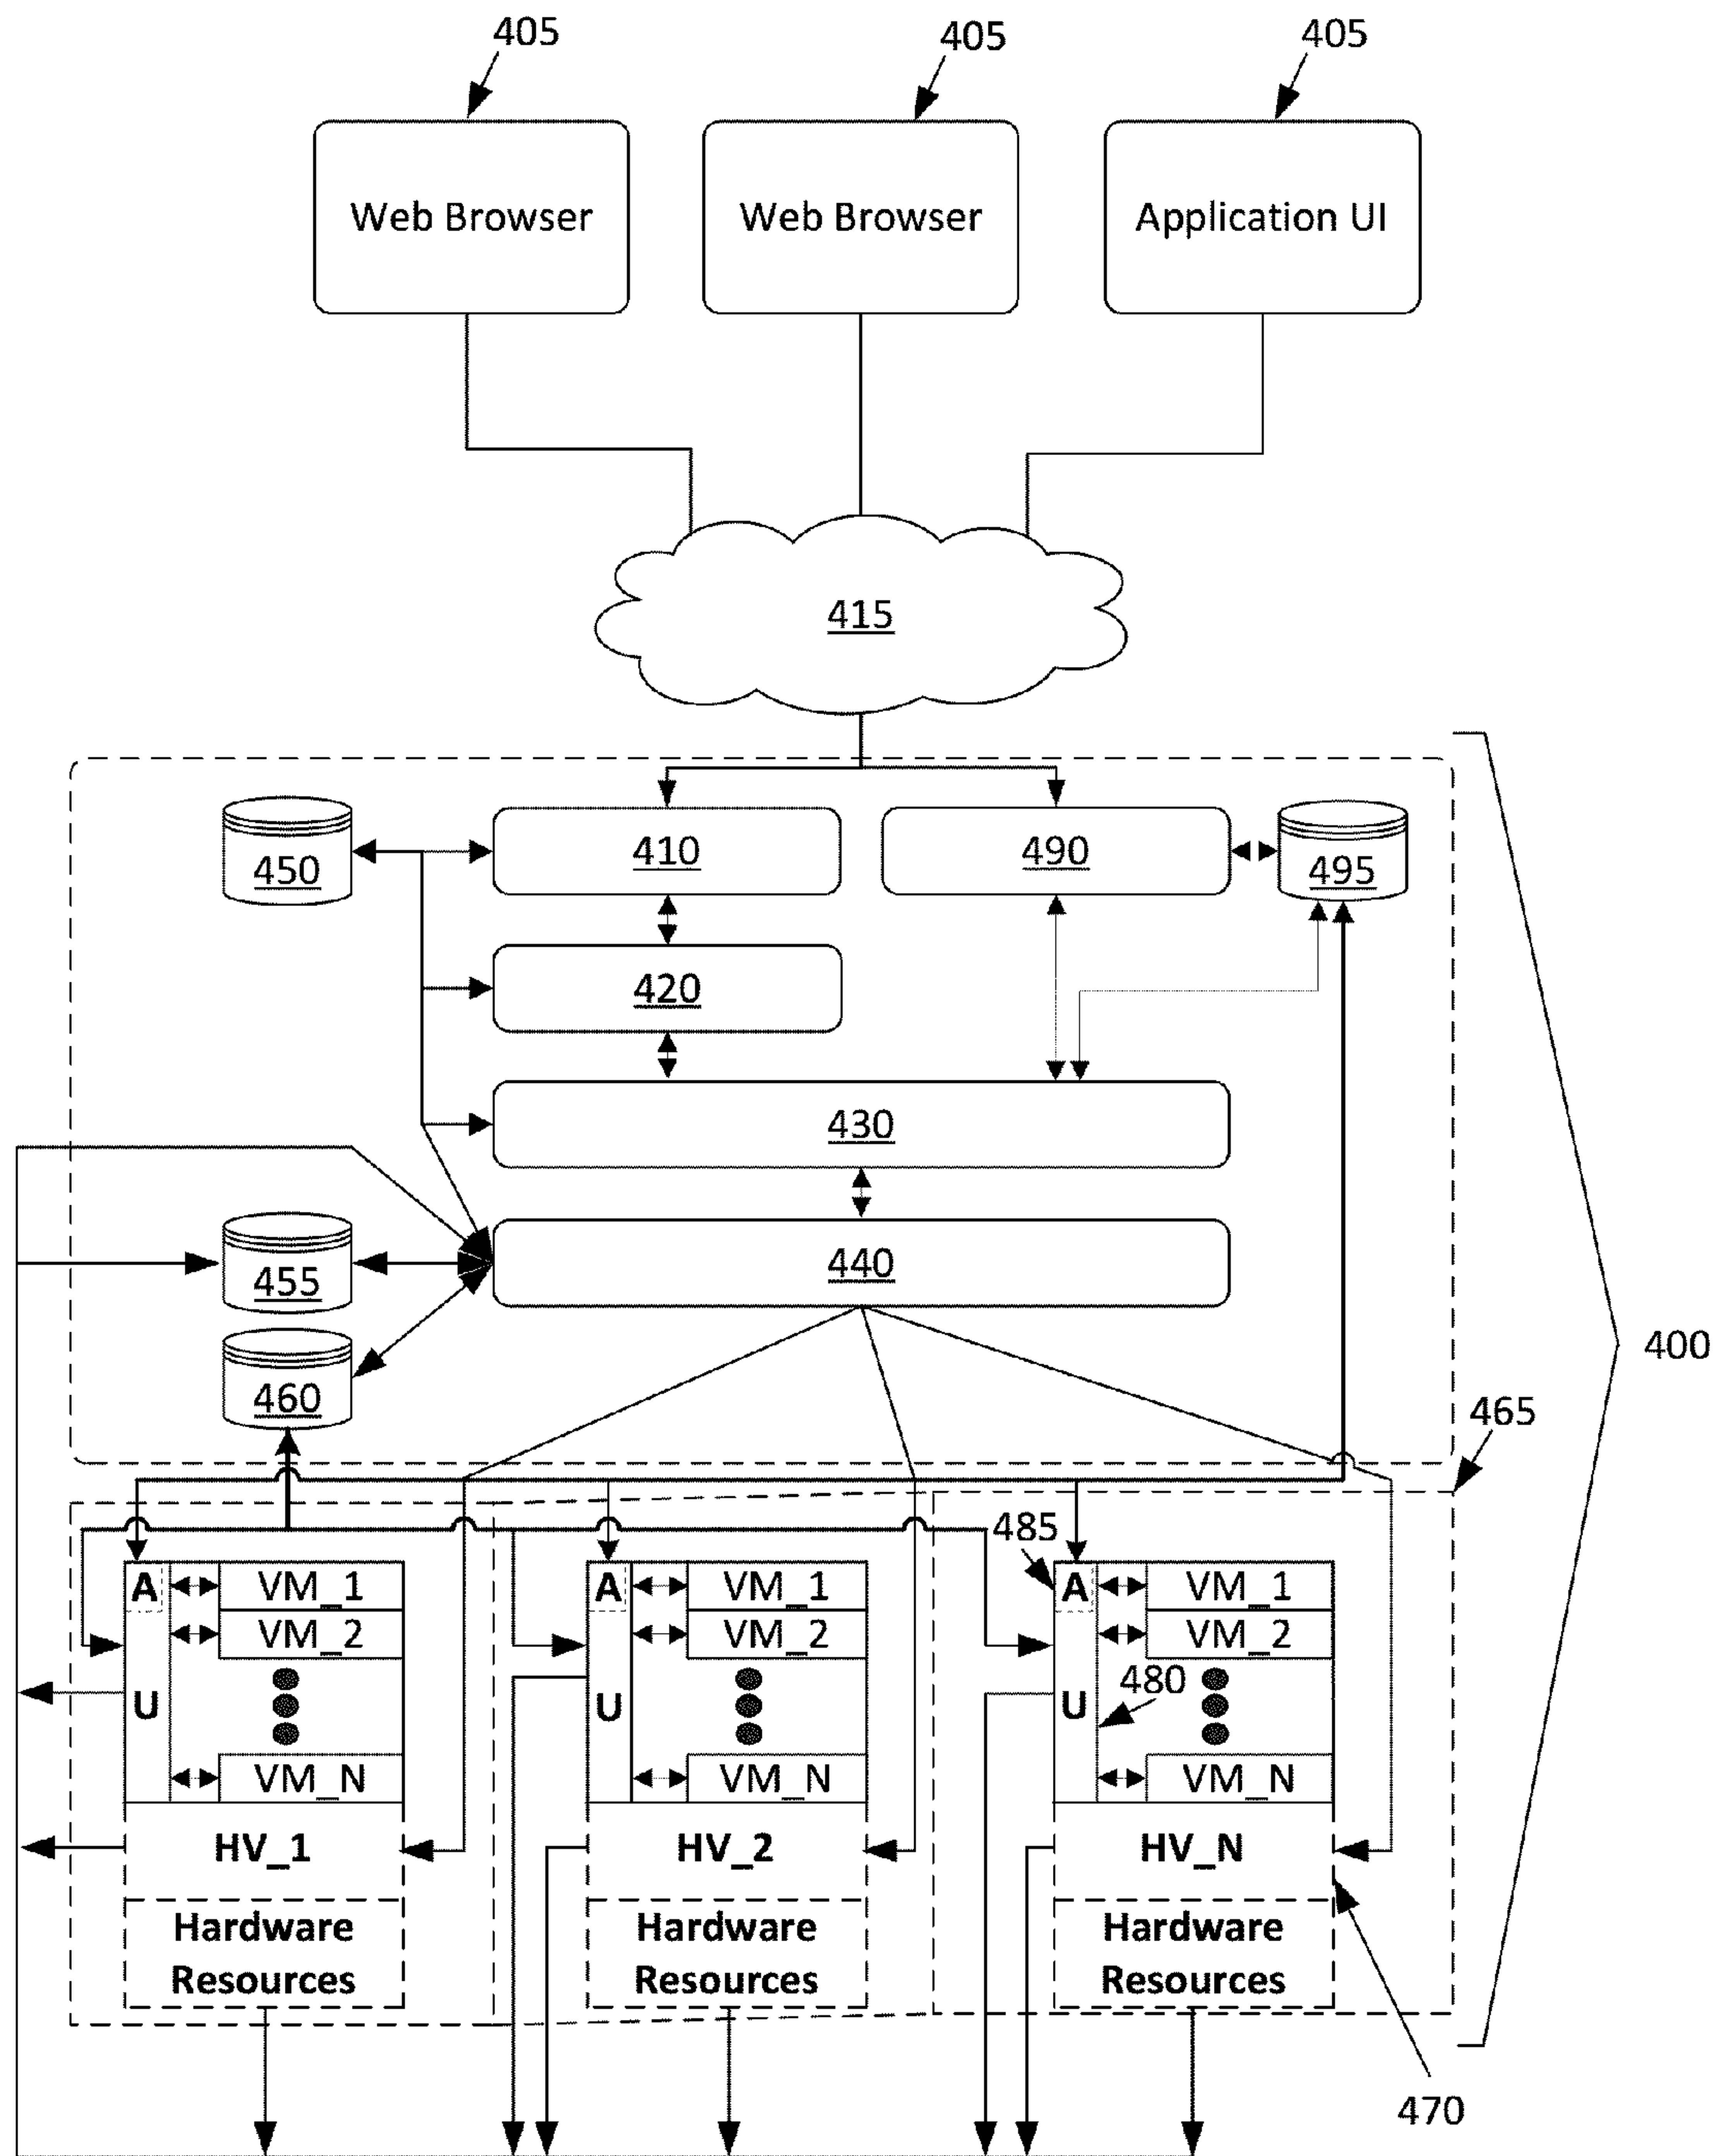 405
405
405
Web Browser
Web Browser
Application UI
415
450
410
490
495
420
430
455
440
460
400
465
485
A
VM_1
A
VM_1
A
VM_1
VM_2
VM_2
VM_2
480
U
U
U
VM_N
VM_N
VM_N
HV_1
HV_2
HV_N
Hardware
Resources
Hardware
Resources
Hardware
Resources
470